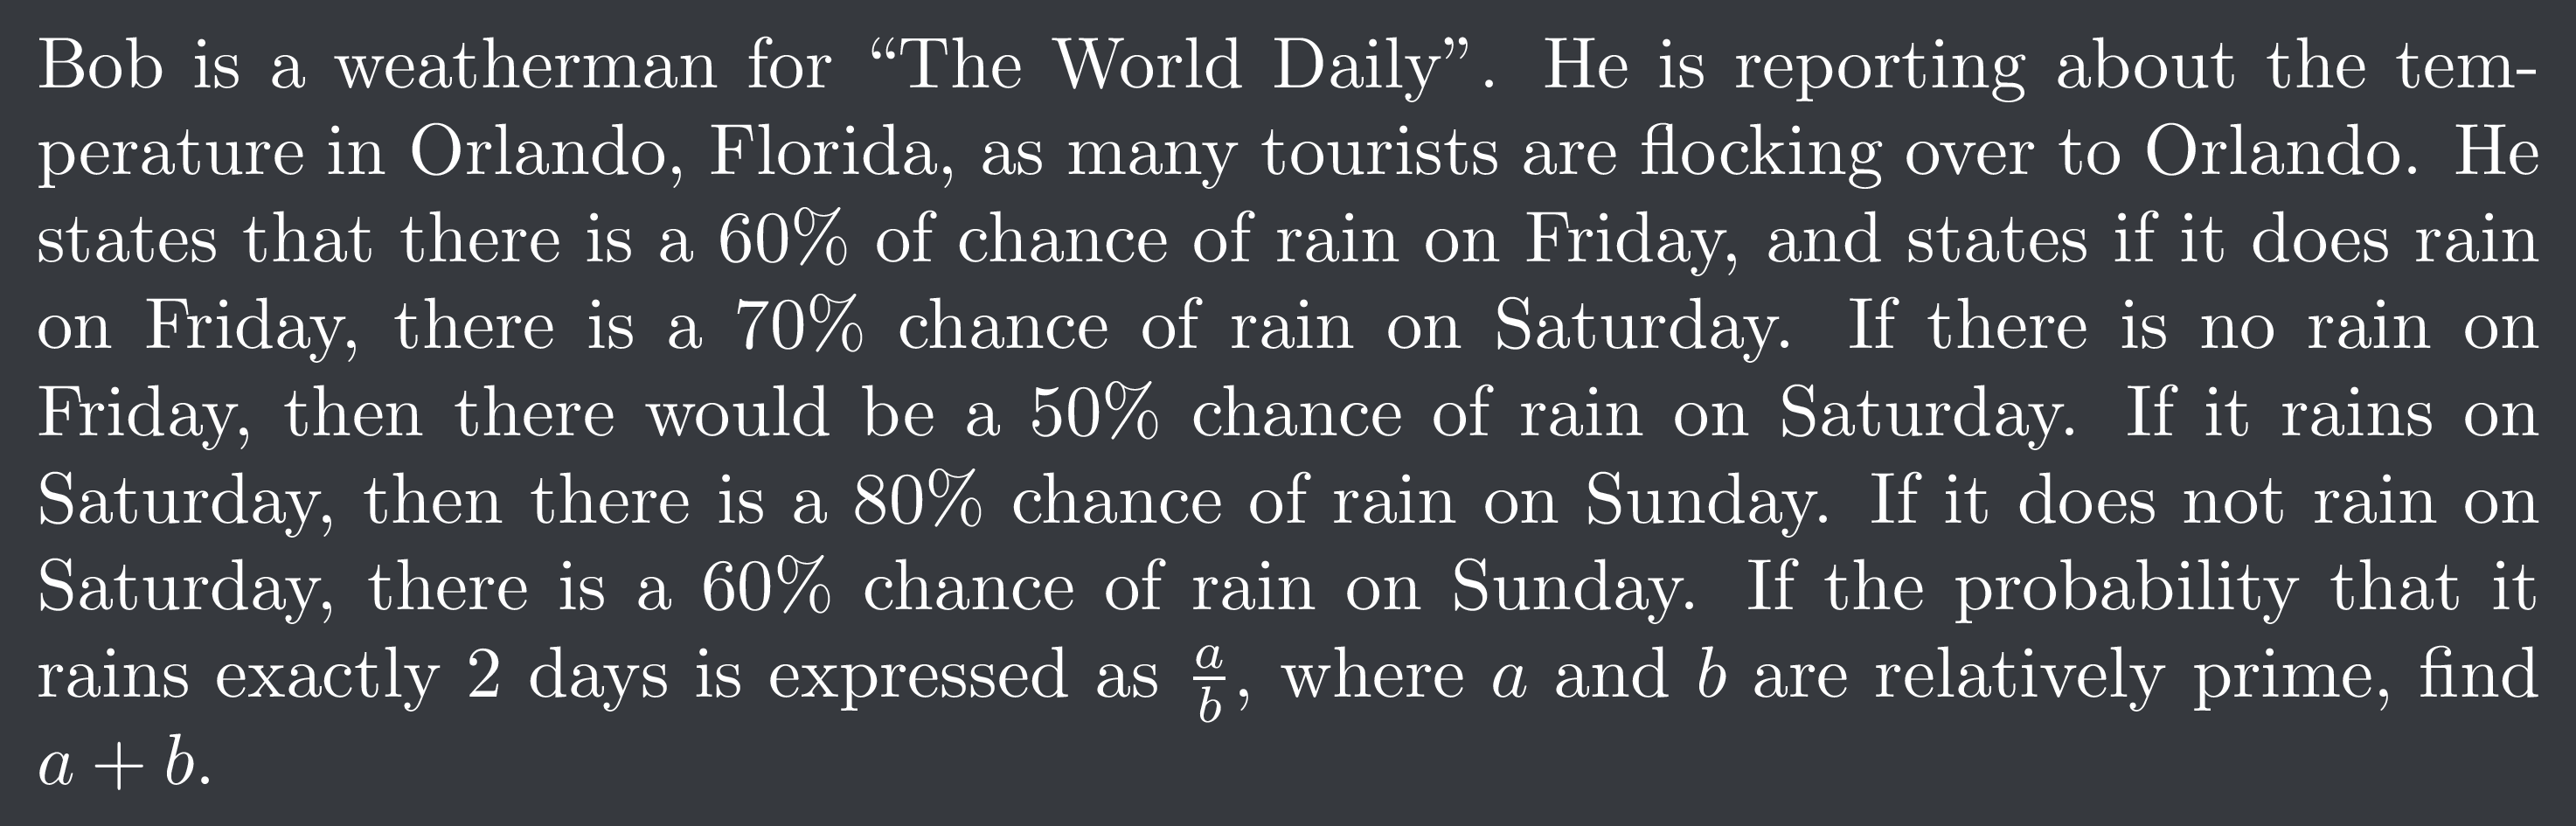 Bob is a weatherman for “The World Daily”. He is reporting about the tem-
perature in Orlando, Florida, as many tourists are flocking over to Orlando. He
states that there is a 60% of chance of rain on Friday, and states if it does rain
on Friday, there is a 70% chance of rain on Saturday. If there is no rain on
Friday, then there would be a 50% chance of rain on Saturday. If it rains on
Saturday, then there is a 80% chance of rain on Sunday. If it does not rain on
Saturday, there is a 60% chance of rain on Sunday. If the probability that it
rains exactly 2 days is expressed as $\frac{a}{b}$, where $a$ and $b$ are relatively prime, find
$a + b$.